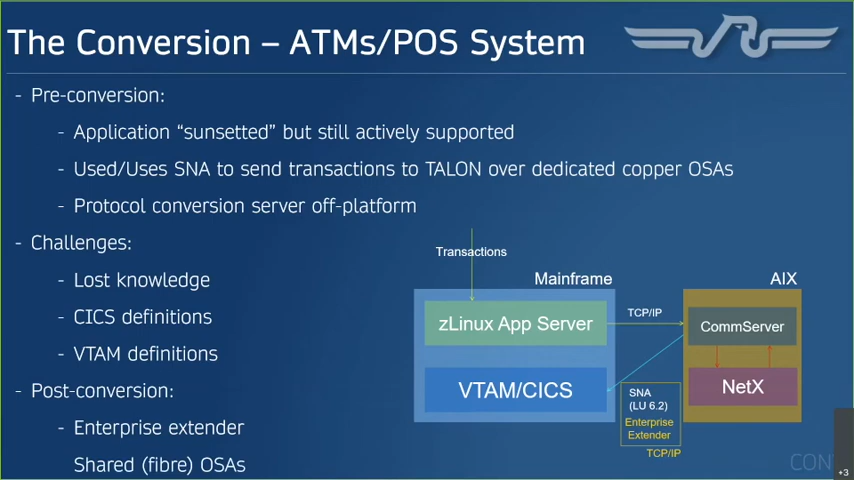 The Conversion – ATMs/POS System
- Pre-conversion:
- Application “sunsetted” but still actively supported
- Used/Uses SNA to send transactions to TALON over dedicated copper OSAs
- Protocol conversion server off-platform
- Challenges:
- Lost knowledge
- CICS definitions
- VTAM definitions
- Post-conversion:
- Enterprise extender
Shared (fibre) OSAs
Transactions
Mainframe
zLinux App Server
VTAM/CICS
TCP/IP
AIX
CommServer
NetX
SNA
(LU 6.2)
Enterprise
Extender
TCP/IP
+3